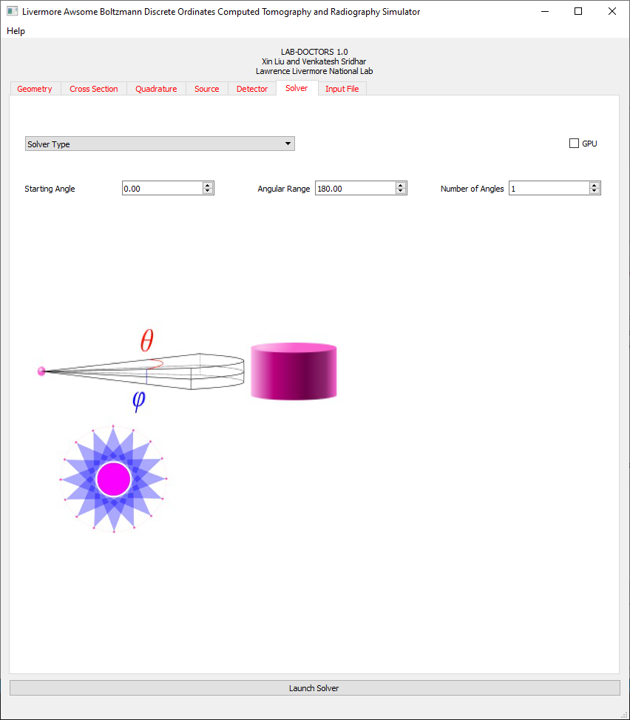 Livermore Awsome Boltzmann Discrete Ordinates Computed Tomography and Radiography Simulator
Help
LAB-DOCTORS 1.0
Xin Liu and Venkatesh Sridhar
Lawrence Livermore National Lab
Geometry Cross Section Quadrature Source Detector Solver Input File
Solver Type GPU
Starting Angle 0.00 Angular Range 180.00 Number of Angles 1
θ
φ
Launch Solver